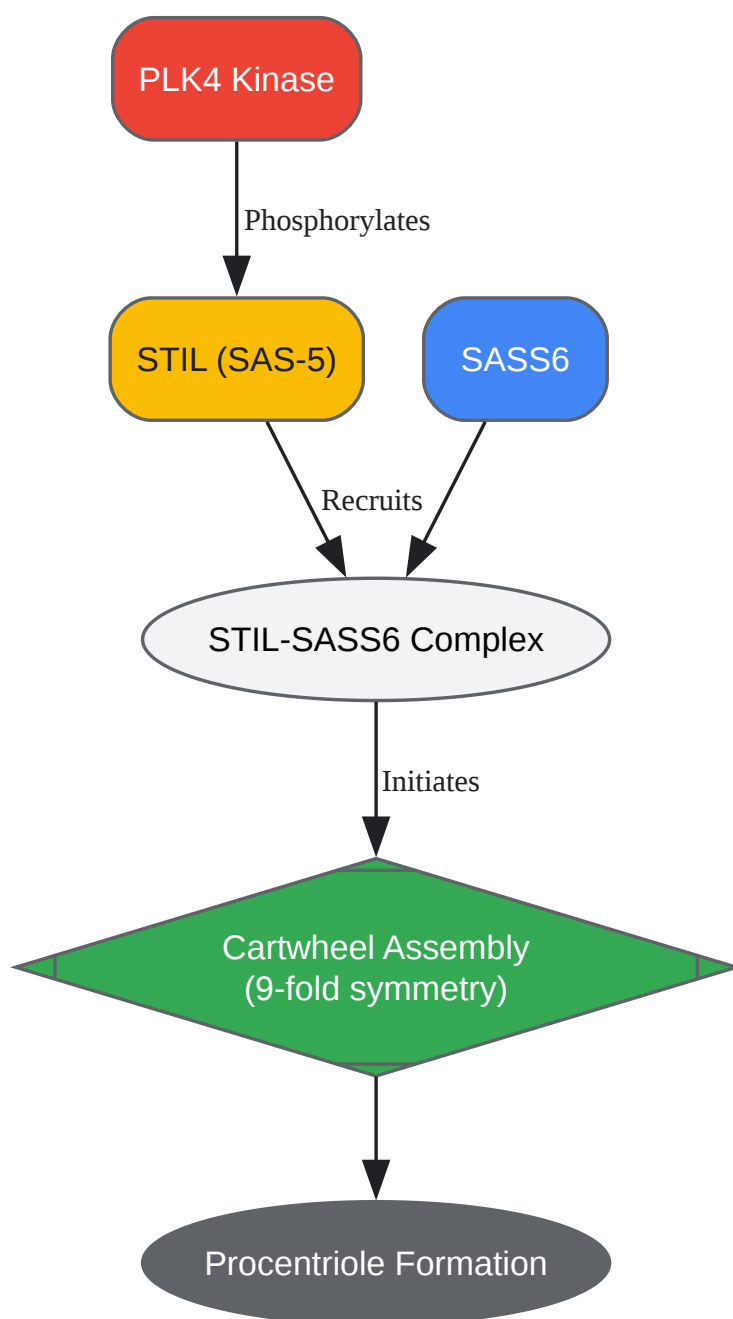 PLK4 Kinase
Phosphorylates
STIL (SAS-5)
SASS6
Recruits
STIL-SASS6 Complex
Initiates
Cartwheel Assembly
(9-fold symmetry)
Procentriole Formation